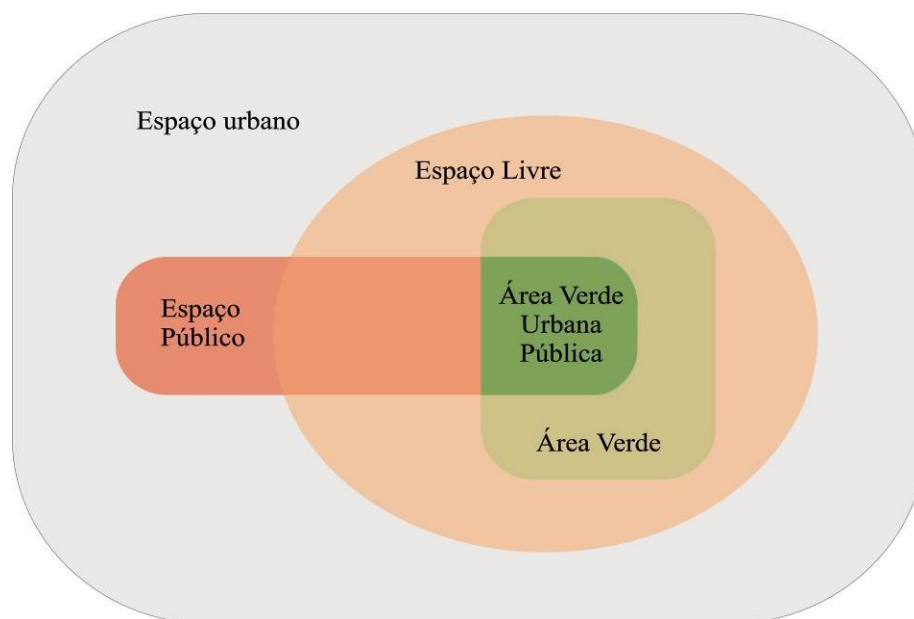 Espaço urbano
Espaço Livre
Espaço
Público
Área Verde
Urbana
Pública
Área Verde